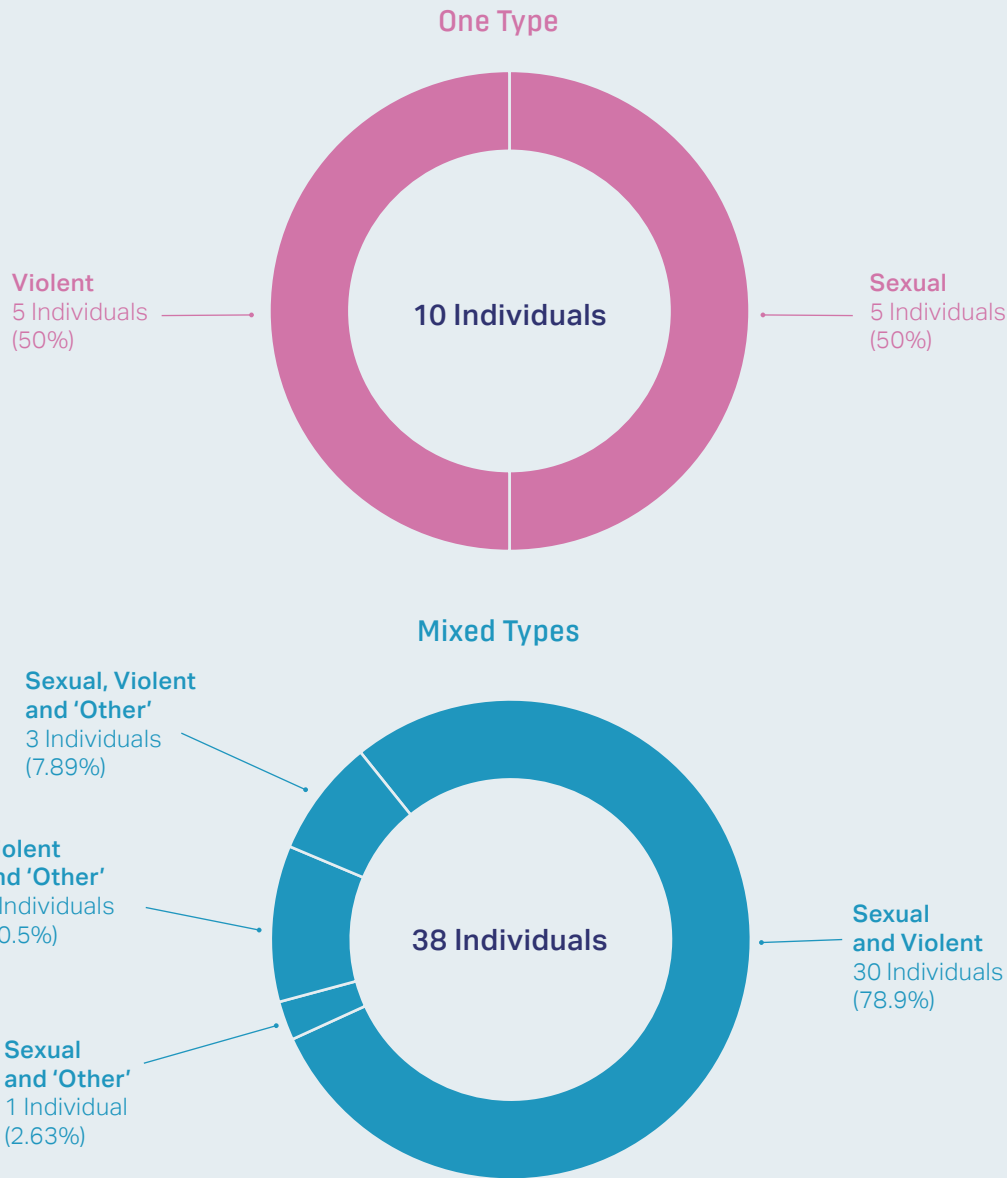 One Type
Violent
5 Individuals
(50%)
10 Individuals
Sexual
5 Individuals
(50%)
Mixed Types
Sexual, Violent
and ‘Other’
3 Individuals
(7.89%)
‘Other’
Individuals
38 Individuals
Sexual
and Violent
30 Individuals
(78.9%)
Sexual
and ‘Other’
1 Individual
(2.63%)